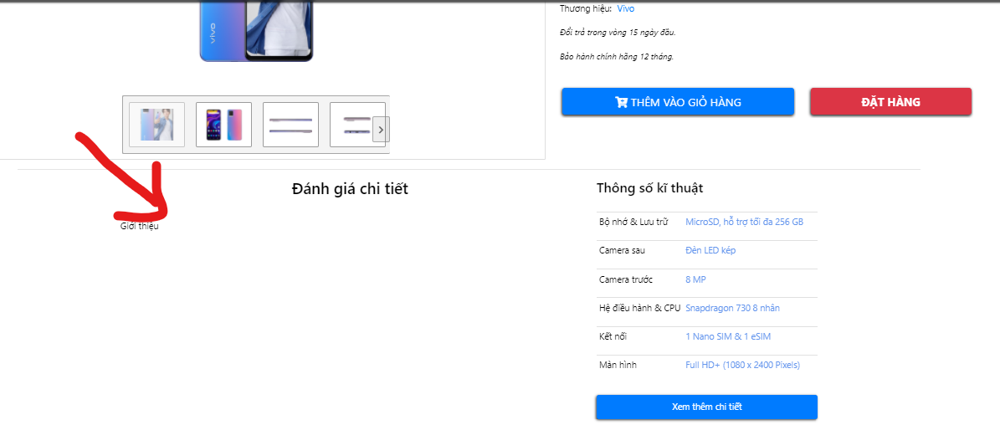 vivo
Thương hiệu: Vivo
Đổi trả trong vòng 15 ngày đầu.
Bảo hành chính hãng 12 tháng.
THÊM VÀO GIỎ HÀNG
ĐẶT HÀNG
Đánh giá chi tiết
Giới thiệu
Thông số kĩ thuật
Bộ nhớ & Lưu trữ MicroSD, hỗ trợ tối đa 256 GB
Camera sau Đèn LED kép
Camera trước 8 MP
Hệ điều hành & CPU Snapdragon 730 8 nhân
Kết nối 1 Nano SIM & 1 eSIM
Màn hình Full HD+ (1080 x 2400 Pixels)
Xem thêm chi tiết